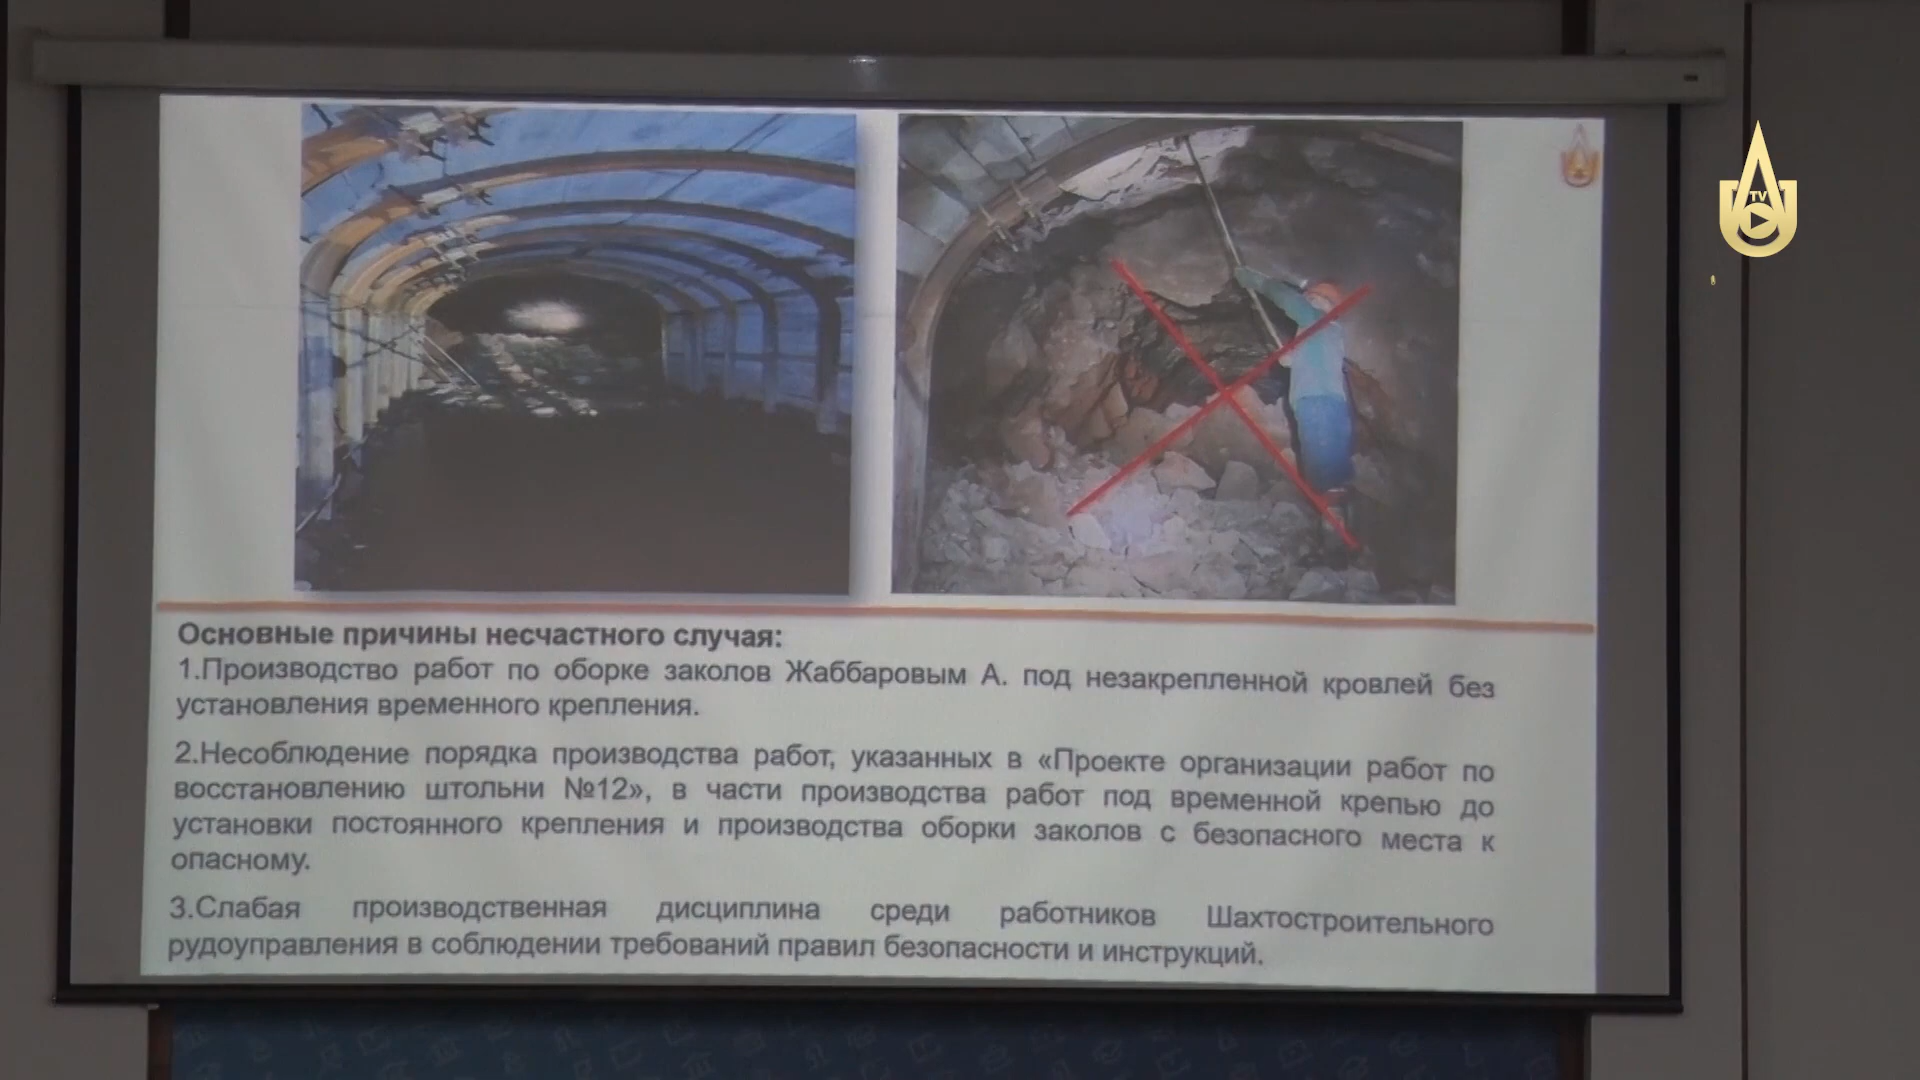 TV
Основные причины несчастного случая:
1.Производство работ по оборке заколов Жаббаровым А. под незакрепленной кровлей без
установления временного крепления.
2.Несоблюдение порядка производства работ, указанных в «Проекте организации работ по
восстановлению штольни №12», в части производства работ под временной крепью до
установки постоянного крепления и производства оборки заколов с безопасного места к
опасному.
3.Слабая производственная дисциплина среди работников Шахтостроительного
рудоуправления в соблюдении требований правил безопасности и инструкций.